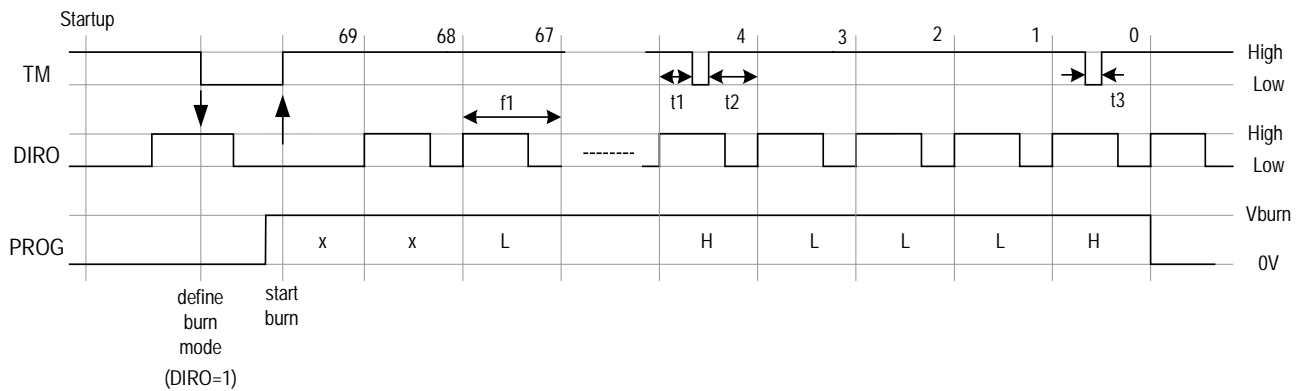 Startup
69 68 67 4 3 2 1 0
TM
High
Low
t1 t2 t3
f1
DIRO
High
Low
PROG
x x L H L L L H
Vburn
0V
define
burn
mode
(DIRO=1)
start
burn